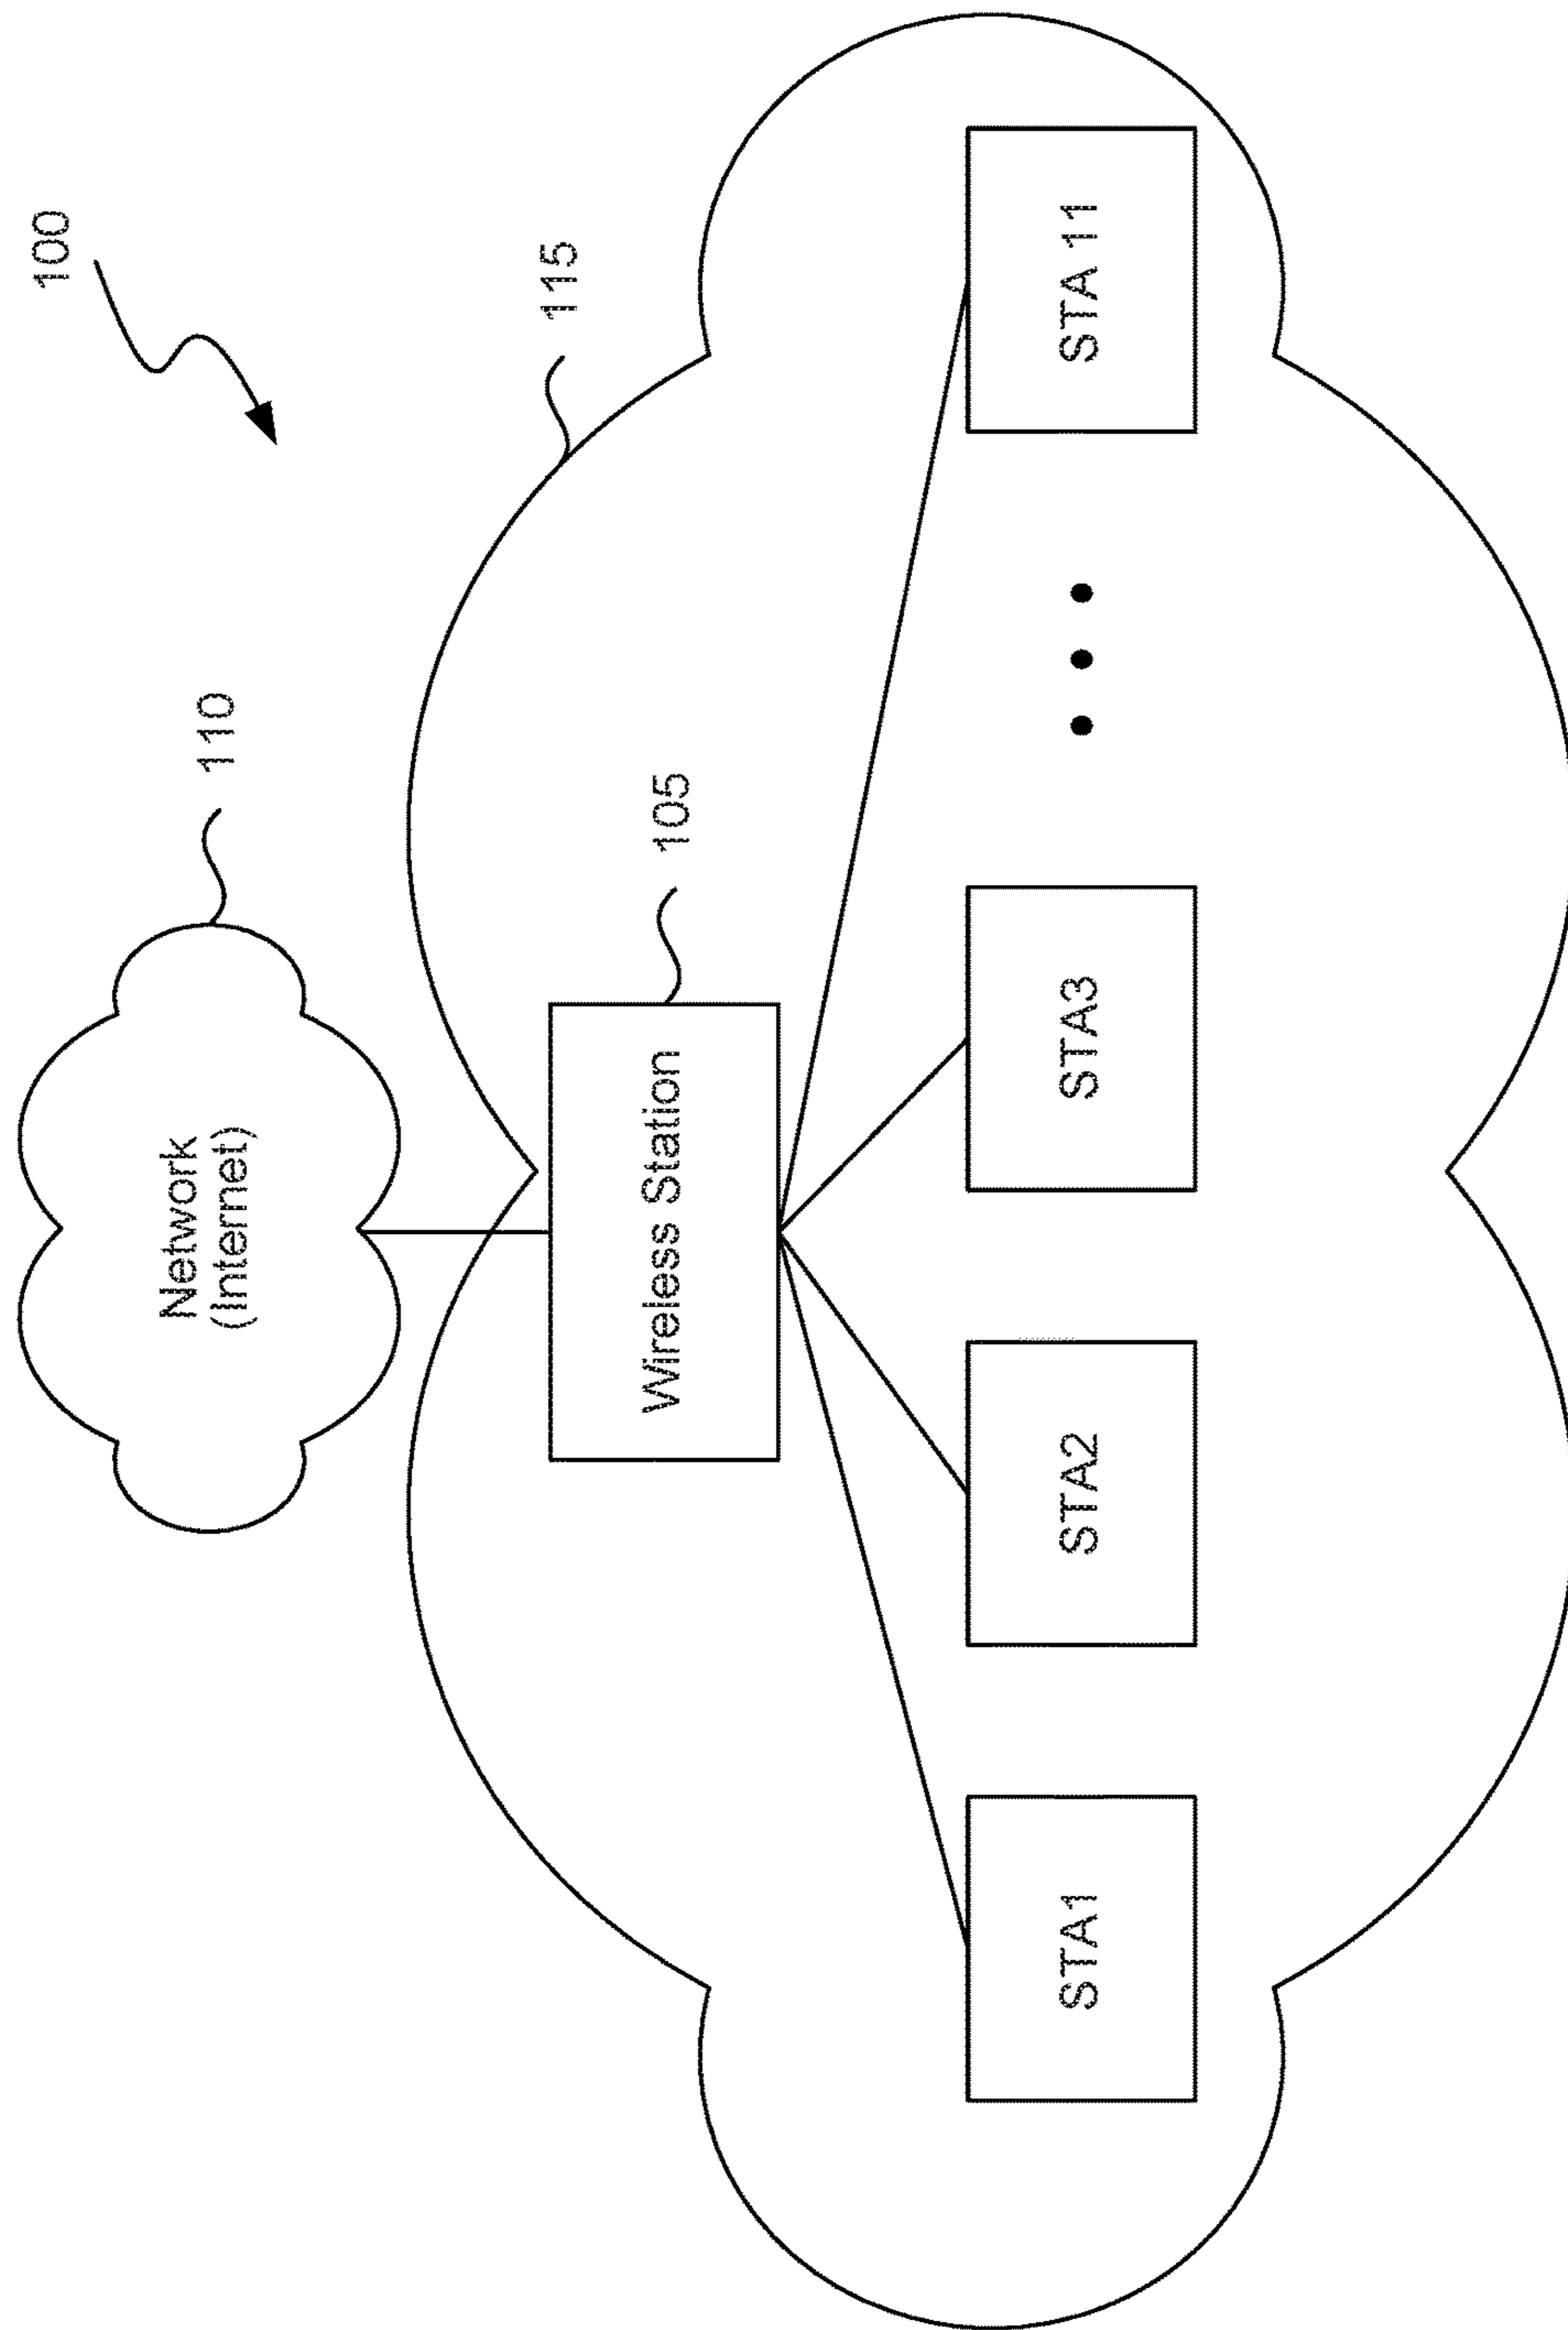 100
110
Network
(Internet)
115
105
Wireless Station
STA1
STA2
STA3
STA 11